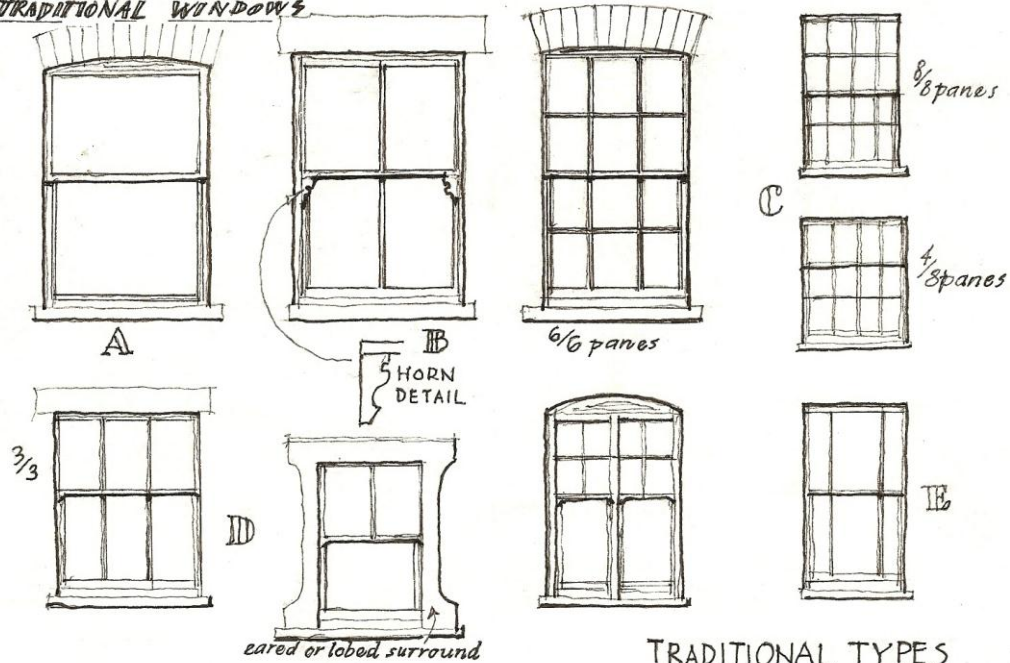 TRADITIONAL WINDOWS
8/8 panes
C
4/8 panes
A
B
6/6 panes
HORN
DETAIL
3/3
D
E
eared or lobed surround
TRADITIONAL TYPES